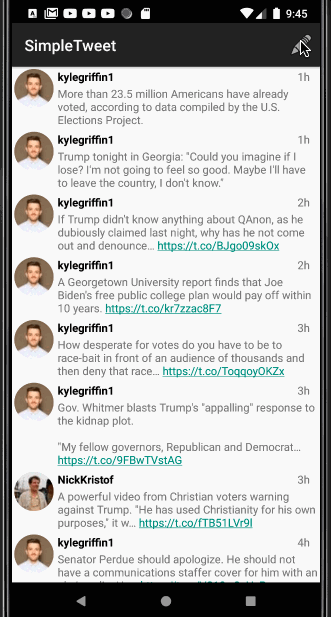 9:45
SimpleTweet
kylegriffin1 1h
More than 23.5 million Americans have already
voted, according to data compiled by the U.S.
Elections Project.
kylegriffin1 1h
Trump tonight in Georgia: "Could you imagine if I
lose? I'm not going to feel so good. Maybe I'll have
to leave the country, I don't know."
kylegriffin1 2h
If Trump didn't know anything about QAnon, as he
dubiously claimed last night, why has he not come
out and denounce… https://t.co/BJgo09skOx
kylegriffin1 2h
A Georgetown University report finds that Joe
Biden's free public college plan would pay off within
10 years. https://t.co/kr7zzac8F7
kylegriffin1 3h
How desperate for votes do you have to be to
race-bait in front of an audience of thousands and
then deny that race… https://t.co/ToqqoyOKZx
kylegriffin1 3h
Gov. Whitmer blasts Trump's "appalling" response to
the kidnap plot.
"My fellow governors, Republican and Democrat…
https://t.co/9FBwTVstAG
NickKristof 3h
A powerful video from Christian voters warning
against Trump. "He has used Christianity for his own
purposes," it w… https://t.co/fTB51LVr9I
kylegriffin1 4h
Senator Perdue should apologize. He should not
have a communications staffer cover for him with an